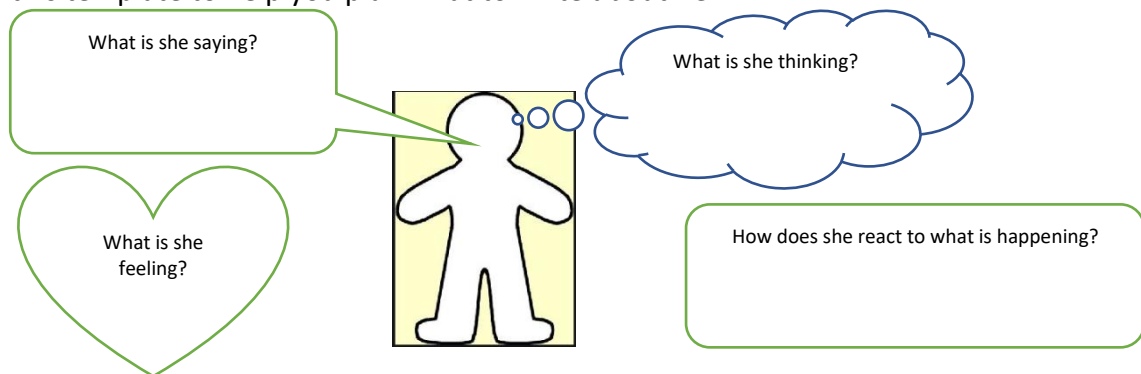 What is she saying?
What is she thinking?
What is she
feeling?
How does she react to what is happening?